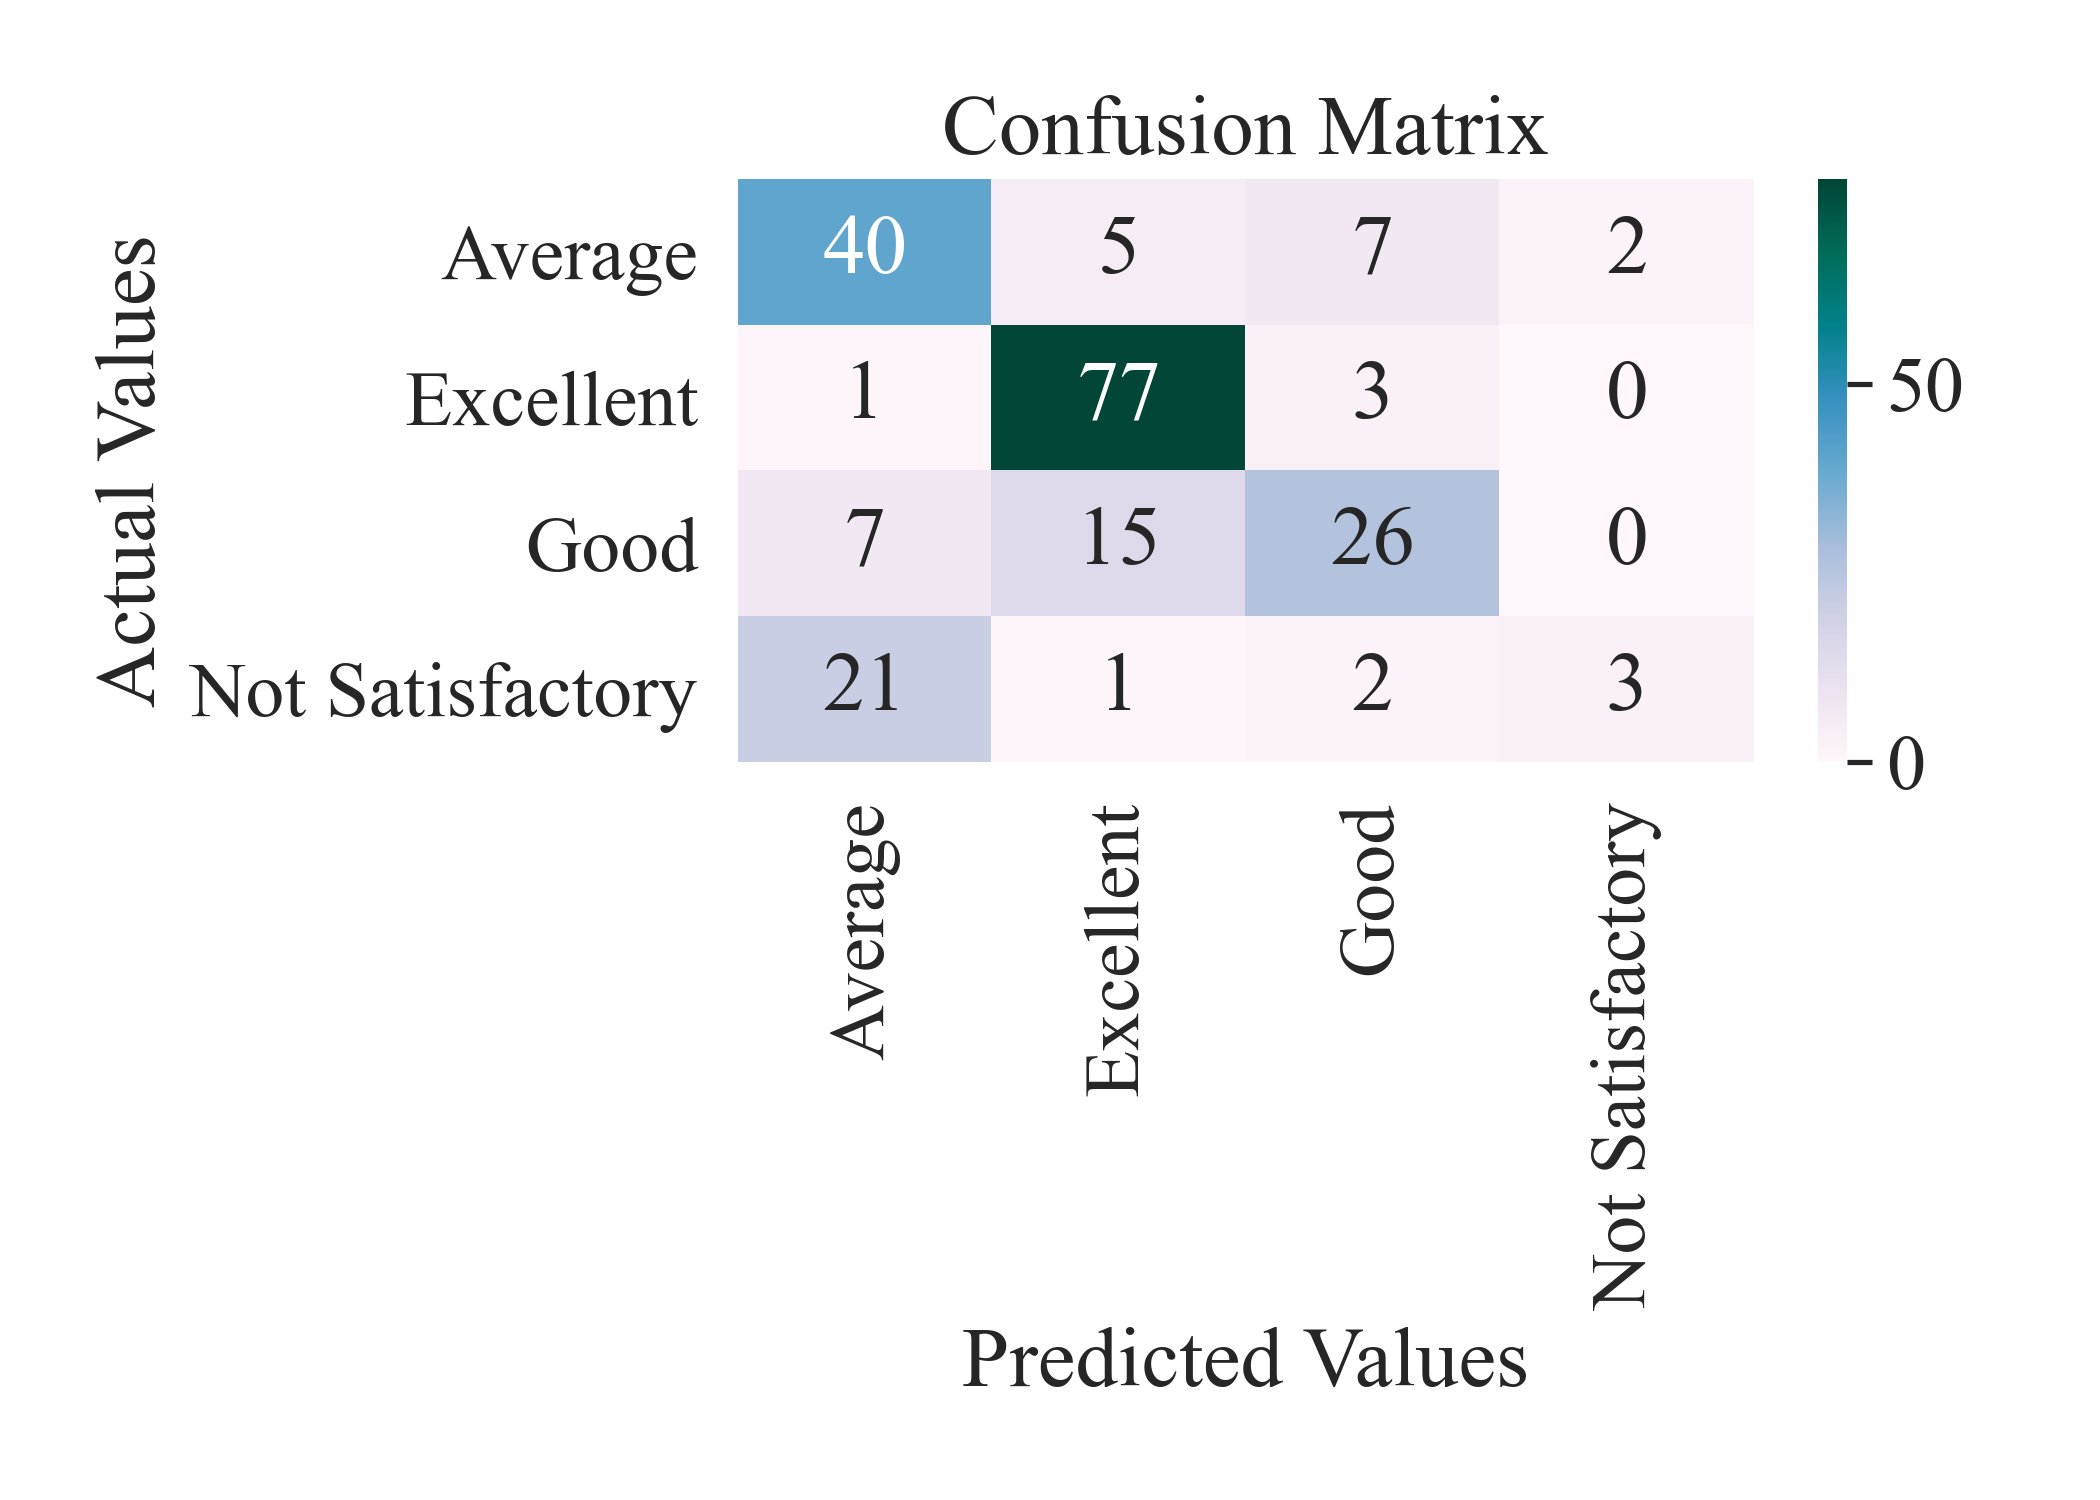 Confusion Matrix
Actual Values
Average 40 5 7 2
Excellent 1 77 3 0
Good 7 15 26 0
Not Satisfactory 21 1 2 3
50
0
Average
Excellent
Good
Not Satisfactory
Predicted Values